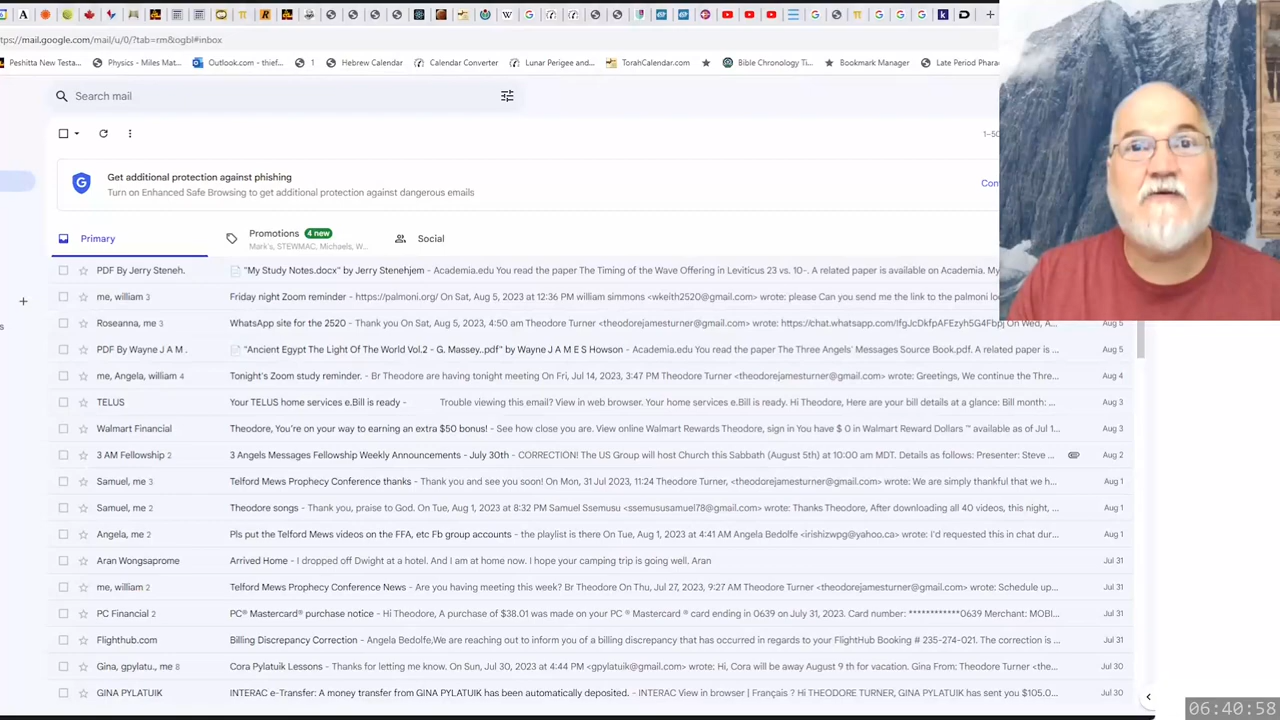 ttps://mail.google.com/mail/u/0/?tab=rm&ogbl#inbox
Peshitta New Testa... Physics - Miles Mat... Outlook.com - thief... 1 Hebrew Calendar Calendar Converter Lunar Perigee and... TorahCalendar.com Bible Chronology Ti... Bookmark Manager Late Period Phara
Search mail
1–50
Get additional protection against phishing
Turn on Enhanced Safe Browsing to get additional protection against dangerous emails
Con
Primary
Promotions 4 new
Mark's, STEWMAC, Michaels, W...
Social
PDF By Jerry Steneh. "My Study Notes.docx" by Jerry Stenehjem - Academia.edu You read the paper The Timing of the Wave Offering in Leviticus 23 vs. 10-. A related paper is available on Academia. M
me, william 3 Friday night Zoom reminder - https://palmoni.org/ On Sat, Aug 5, 2023 at 12:36 PM william simmons <wkeith2520@gmail.com> wrote: please Can you send me the link to the palmoni lo
Roseanna, me 3 WhatsApp site for the 2520 - Thank you On Sat, Aug 5, 2023, 4:50 am Theodore Turner <theodorejamesturner@gmail.com> wrote: https://chat.whatsapp.com/ On Wed, A... Aug 5
PDF By Wayne J A M . "Ancient Egypt The Light Of The World Vol.2 - G. Massey..pdf" by Wayne J A M E S Howson - Academia.edu You read the paper The Three Angels' Messages Source Book.pdf. A related paper is available on ... Aug 5
me, Angela, william 4 Tonight's Zoom study reminder. - Br Theodore are having tonight meeting On Fri, Jul 14, 2023, 3:47 PM Theodore Turner <theodorejamesturner@gmail.com> wrote: Greetings, We continue the Thre... Aug 4
TELUS Your TELUS home services e.Bill is ready - Trouble viewing this email? View in web browser. Your home services e.Bill is ready. Hi Theodore, Here are your bill details at a glance: Bill month: ... Aug 3
Walmart Financial Theodore, You're on your way to earning an extra $50 bonus! - See how close you are. View online Walmart Rewards Theodore, sign in You have $ 0 in Walmart Reward Dollars ™ available as of Jul 1... Aug 3
3 AM Fellowship 2 3 Angels Messages Fellowship Weekly Announcements - July 30th - CORRECTION! The US Group will host Church this Sabbath (August 5th) at 10:00 am MDT. Details as follows: Presenter: Steve ... Aug 2
Samuel, me 3 Telford Mews Prophecy Conference thanks - Thank you and see you soon! On Mon, 31 Jul 2023, 11:24 Theodore Turner, <theodorejamesturner@gmail.com> wrote: We are simply thankful that we h... Aug 1
Samuel, me 2 Theodore songs - Thank you, praise to God. On Tue, Aug 1, 2023 at 8:32 PM Samuel Ssemusu <ssemususamuel78@gmail.com> wrote: Thanks Theodore, After downloading all 40 videos, this night, ... Aug 1
Angela, me 2 Pls put the Telford Mews videos on the FFA, etc Fb group accounts - the playlist is there On Tue, Aug 1, 2023 at 4:41 AM Angela Bedolfe <irishizwpg@yahoo.ca> wrote: I'd requested this in chat dur... Aug 1
Aran Wongsaprome Arrived Home - I dropped off Dwight at a hotel. And I am at home now. I hope your camping trip is going well. Aran Jul 31
me, william 2 Telford Mews Prophecy Conference News - Are you having meeting this week? Br Theodore On Thu, Jul 27, 2023, 9:27 AM Theodore Turner <theodorejamesturner@gmail.com> wrote: Schedule up... Jul 31
PC Financial 2 PC® Mastercard® purchase notice - Hi Theodore, A purchase of $38.01 was made on your PC ® Mastercard ® card ending in 0639 on July 31, 2023. Card number: ************0639 Merchant: MOBI... Jul 31
Flighthub.com Billing Discrepancy Correction - Angela Bedolfe,We are reaching out to inform you of a billing discrepancy that has occurred in regards to your FlightHub Booking # 235-274-021. The correction is ... Jul 31
Gina, gpylatu., me 8 Cora Pylatuik Lessons - Thanks for letting me know. On Sun, Jul 30, 2023 at 4:44 PM <gpylatuik@gmail.com> wrote: Hi, Cora will be away August 9 th for vacation. Gina From: Theodore Turner <the... Jul 30
GINA PYLATUIK INTERAC e-Transfer: A money transfer from GINA PYLATUIK has been automatically deposited. - INTERAC View in browser | Français ? Hi THEODORE TURNER, GINA PYLATUIK has sent you $105.0... Jul 30
06:40:58